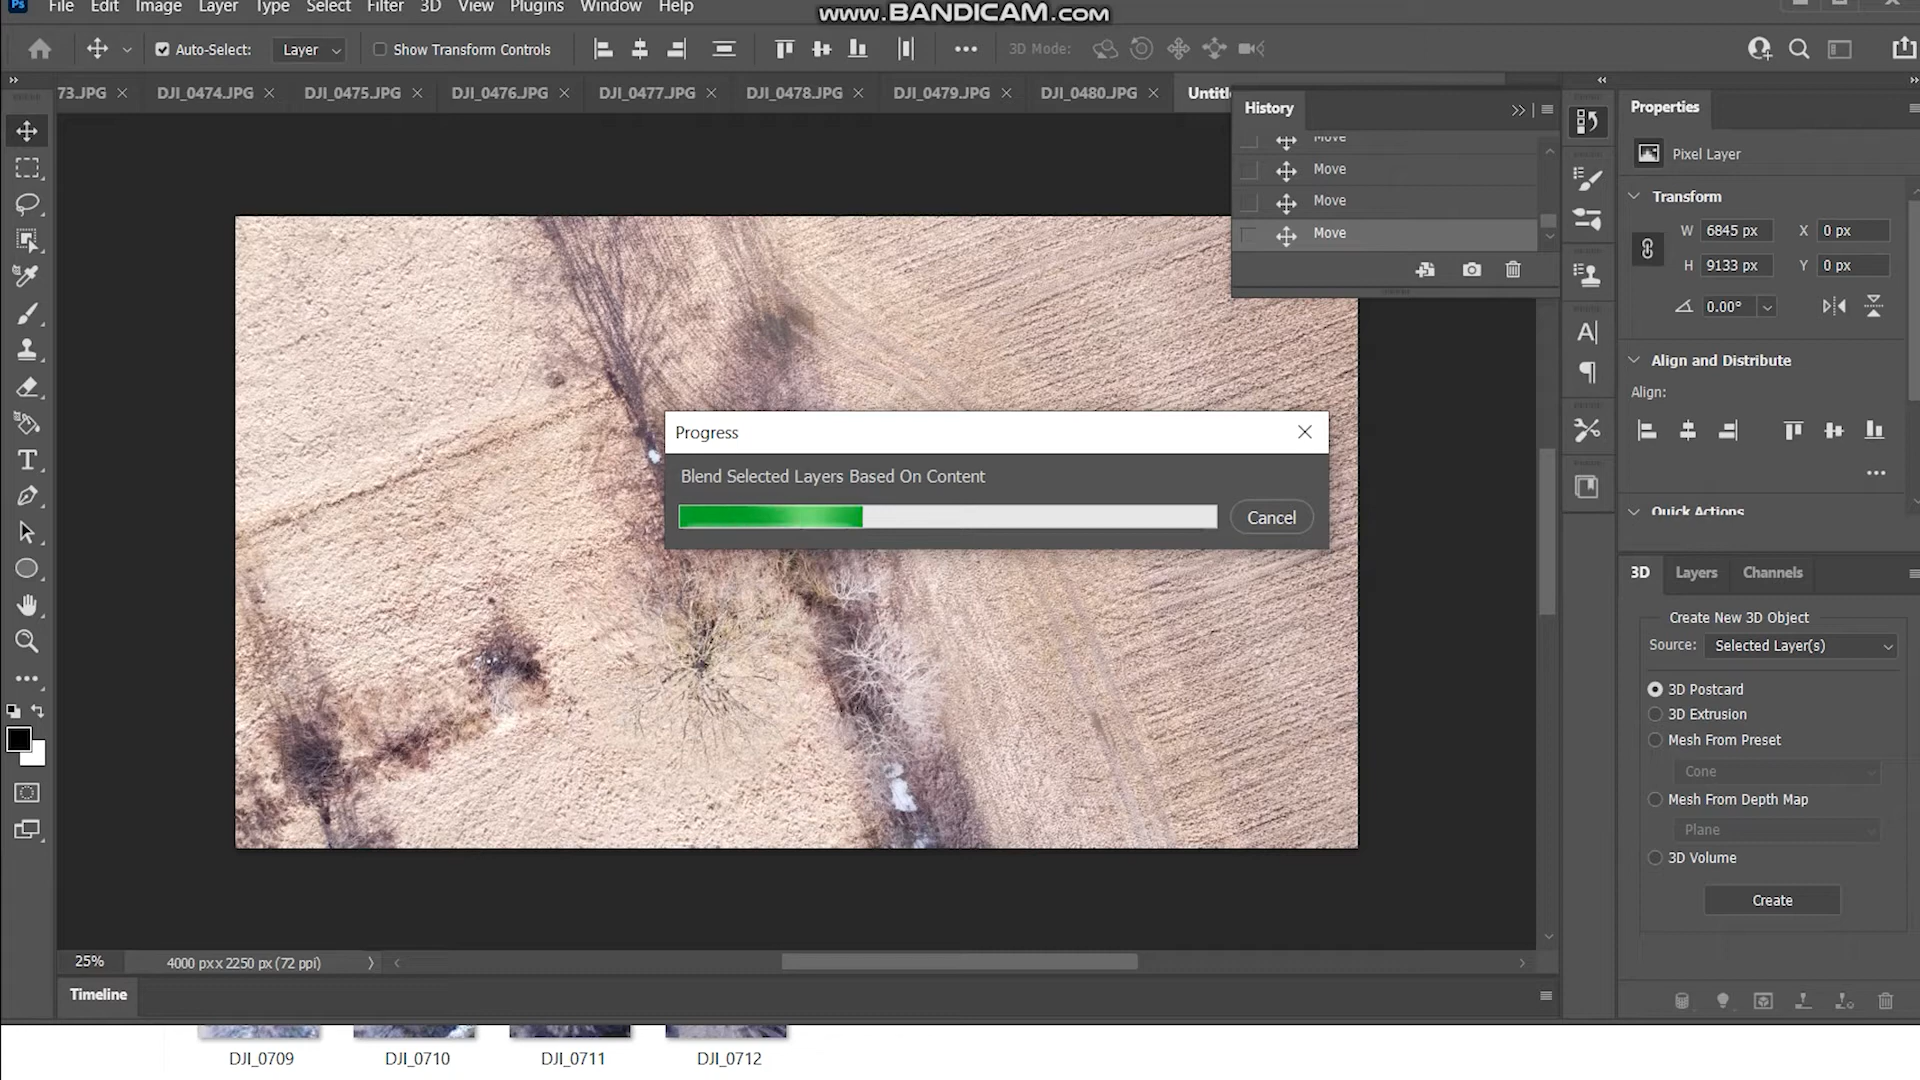 Ps File Edit Image Layer Type Select Filter 3D View Plugins Window Help
www.BANDICAM.com
Auto-Select: Layer Show Transform Controls ••• 3D Mode:
73.JPG DJI_0474.JPG DJI_0475.JPG DJI_0476.JPG DJI_0477.JPG DJI_0478.JPG DJI_0479.JPG DJI_0480.JPG Untitle
History
Move
Move
Move
Move
Properties
Pixel Layer
Transform
W 6845 px X 0 px
H 9133 px Y 0 px
0.00°
Align and Distribute
Align:
Quick Actions
Progress
Blend Selected Layers Based On Content
Cancel
3D Layers Channels
Create New 3D Object
Source: Selected Layer(s)
3D Postcard
3D Extrusion
Mesh From Preset
Cone
Mesh From Depth Map
Plane
3D Volume
Create
25% 4000 px x 2250 px (72 ppi)
Timeline
DJI_0709 DJI_0710 DJI_0711 DJI_0712